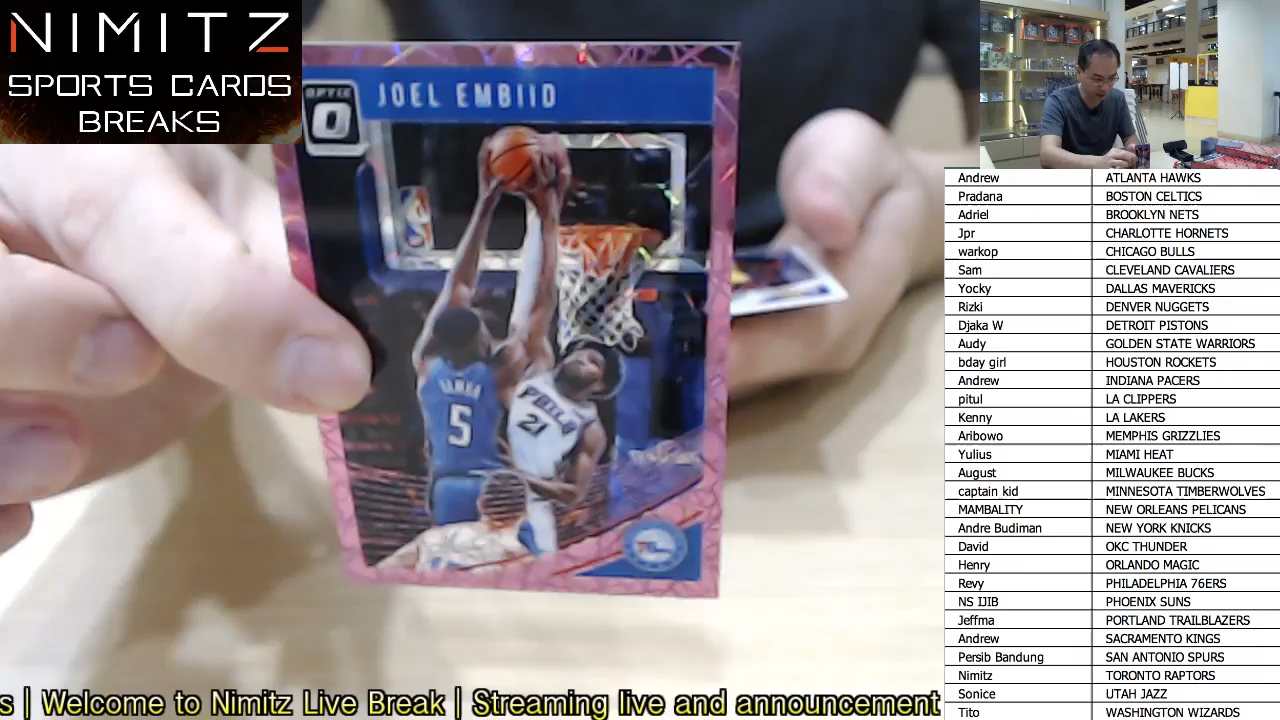 NIMITZ
SPORTS CARDS
BREAKS
OPTIC
JOEL EMBIID
BAMBA
5
PHILA
21
Andrew ATLANTA HAWKS
Pradana BOSTON CELTICS
Adriel BROOKLYN NETS
Jpr CHARLOTTE HORNETS
warkop CHICAGO BULLS
Sam CLEVELAND CAVALIERS
Yocky DALLAS MAVERICKS
Rizki DENVER NUGGETS
Djaka W DETROIT PISTONS
Audy GOLDEN STATE WARRIORS
bday girl HOUSTON ROCKETS
Andrew INDIANA PACERS
pitul LA CLIPPERS
Kenny LA LAKERS
Aribowo MEMPHIS GRIZZLIES
Yulius MIAMI HEAT
August MILWAUKEE BUCKS
captain kid MINNESOTA TIMBERWOLVES
MAMBALITY NEW ORLEANS PELICANS
Andre Budiman NEW YORK KNICKS
David OKC THUNDER
Henry ORLANDO MAGIC
Revy PHILADELPHIA 76ERS
NS IJIB PHOENIX SUNS
Jeffma PORTLAND TRAILBLAZERS
Andrew SACRAMENTO KINGS
Persib Bandung SAN ANTONIO SPURS
Nimitz TORONTO RAPTORS
Sonice UTAH JAZZ
Tito WASHINGTON WIZARDS
s | Welcome to Nimitz Live Break | Streaming live and announcement